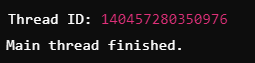 Thread ID: 140457280350976
Main thread finished.